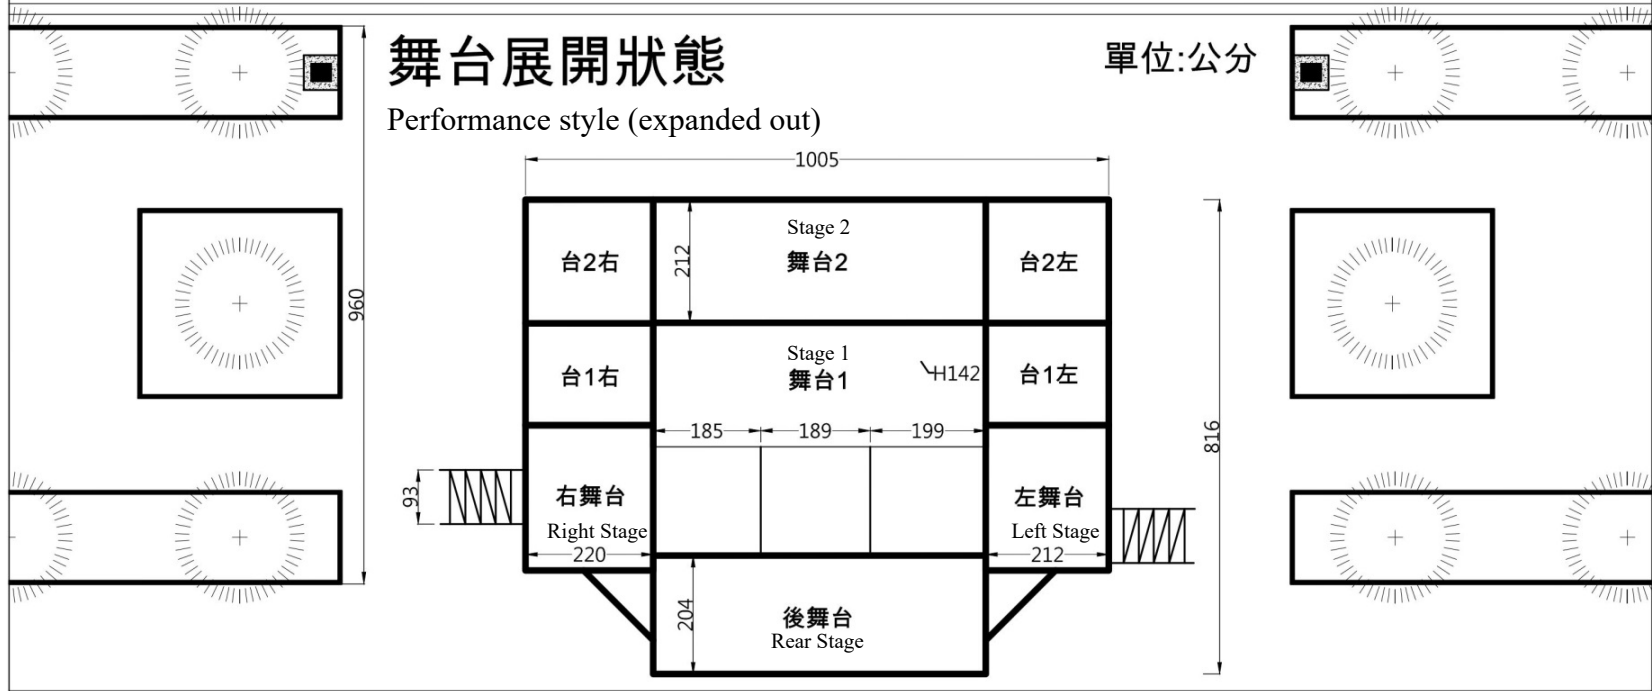 舞台展開狀態
單位:公分
Performance style (expanded out)
1005
960
816
台2右
212
Stage 2
舞台2
台2左
台1右
Stage 1
舞台1
H142
台1左
185
189
199
93
右舞台
Right Stage
220
左舞台
Left Stage
212
204
後舞台
Rear Stage